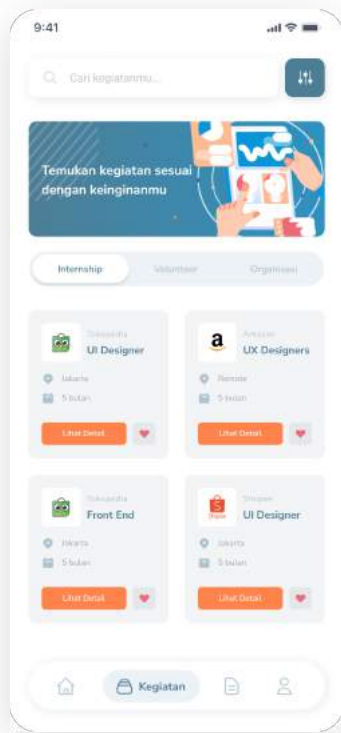 9:41
Cari kegiatanmu...
Temukan kegiatan sesuai
dengan keinginanmu
Internship
Volunteer
Organisasi
Tokopedia
UI Designer
Jakarta
5 bulan
Lihat Detail
a
Amazon
UX Designers
Remote
5 bulan
Lihat Detail
Tokopedia
Front End
Jakarta
5 bulan
Lihat Detail
S
Shopee
Shopee
UI Designer
Jakarta
5 bulan
Lihat Detail
Kegiatan